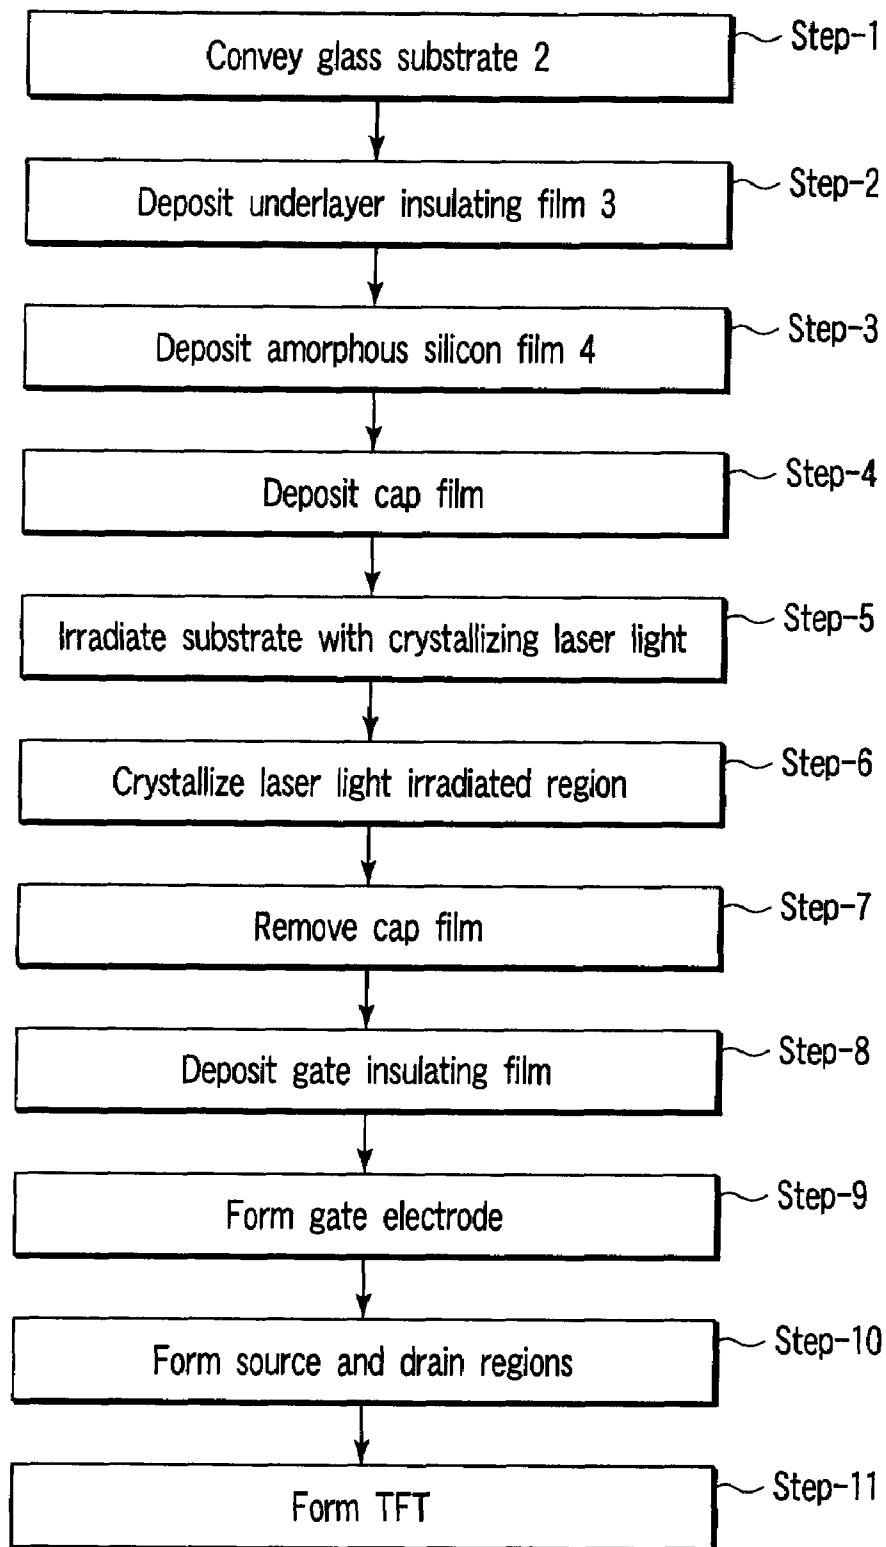 Convey glass substrate 2
Step-1
Deposit underlayer insulating film 3
Step-2
Deposit amorphous silicon film 4
Step-3
Deposit cap film
Step-4
Irradiate substrate with crystallizing laser light
Step-5
Crystallize laser light irradiated region
Step-6
Remove cap film
Step-7
Deposit gate insulating film
Step-8
Form gate electrode
Step-9
Form source and drain regions
Step-10
Form TFT
Step-11